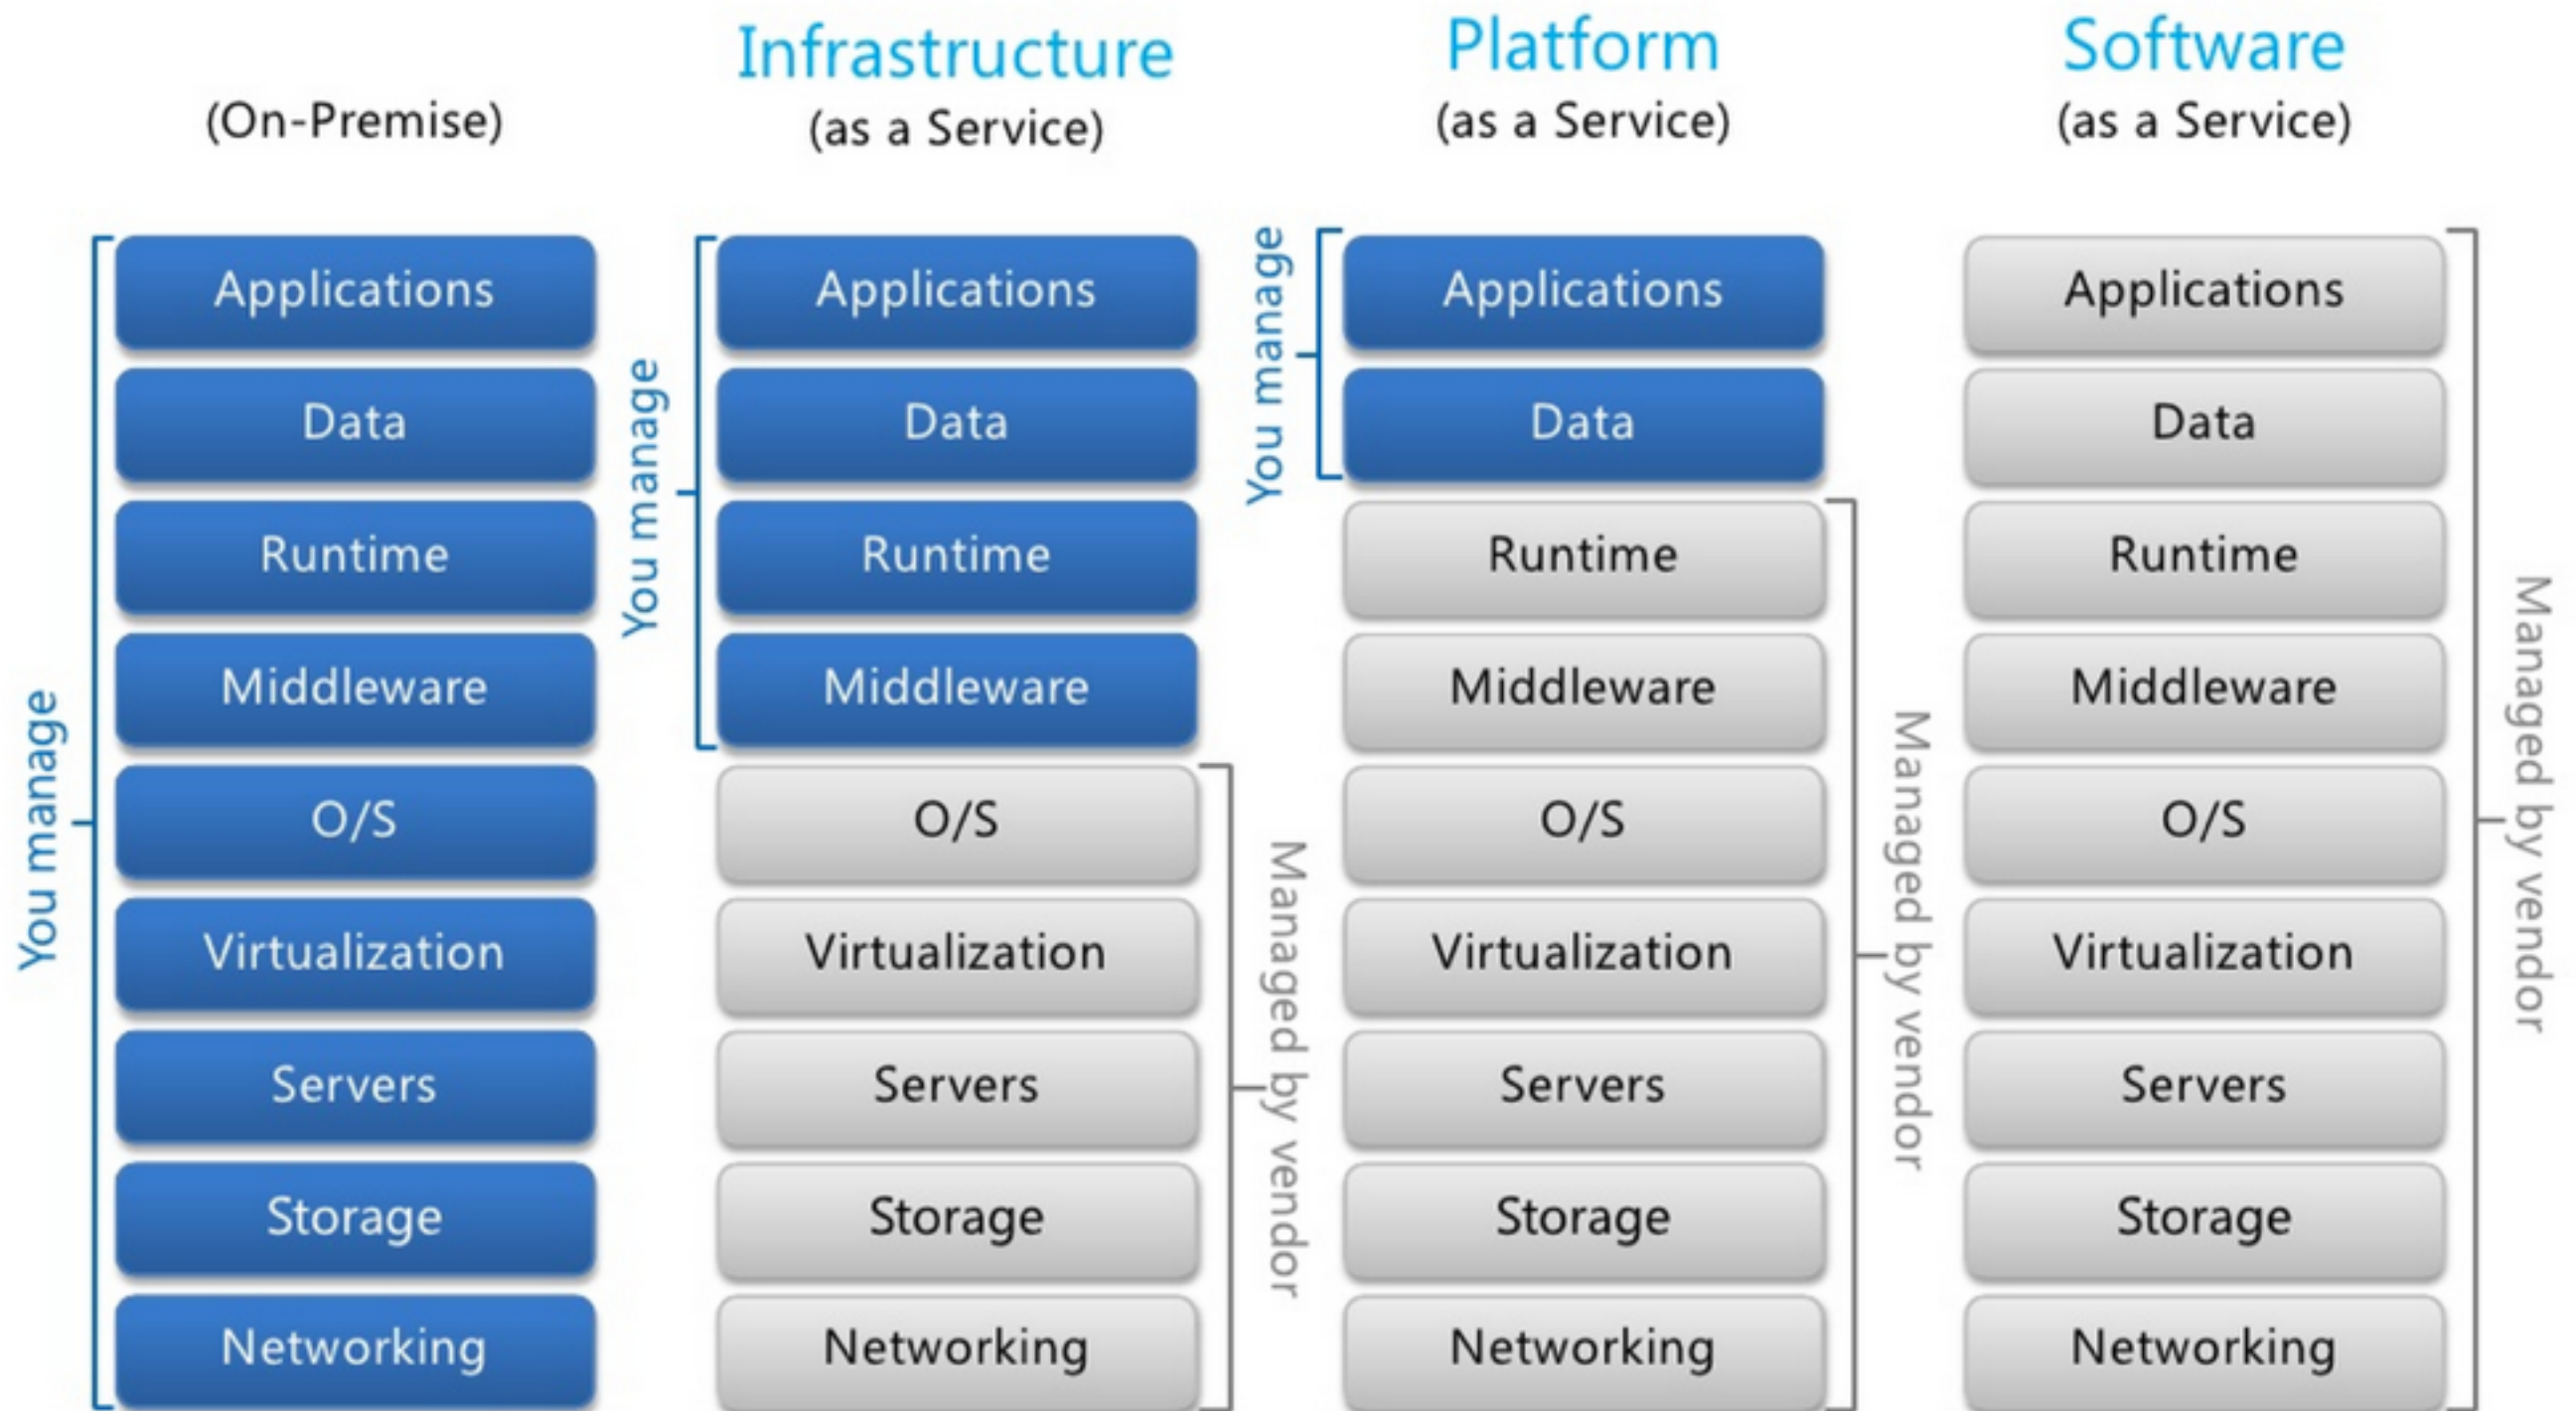 (On-Premise)
Infrastructure
(as a Service)
Platform
(as a Service)
Software
(as a Service)
You manage
Applications
Data
Runtime
Middleware
O/S
Virtualization
Servers
Storage
Networking
You manage
Applications
Data
Runtime
Middleware
O/S
Virtualization
Servers
Storage
Networking
Managed by vendor
You manage
Applications
Data
Runtime
Middleware
O/S
Virtualization
Servers
Storage
Networking
Managed by vendor
Applications
Data
Runtime
Middleware
O/S
Virtualization
Servers
Storage
Networking
Managed by vendor